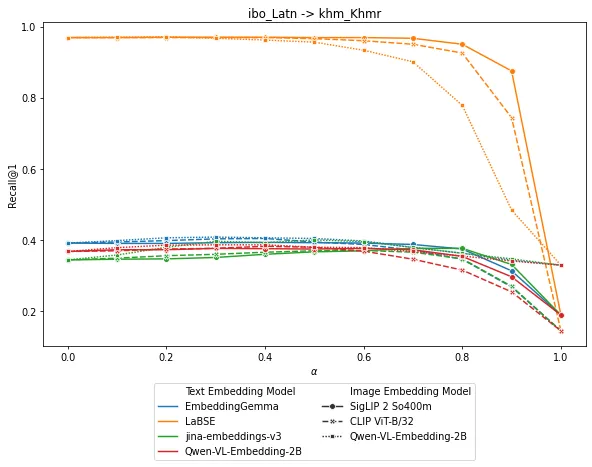 ibo_Latn -> khm_Khmr
Recall@1
1.0
0.8
0.6
0.4
0.2
0.0 0.2 0.4 0.6 0.8 1.0
α
Text Embedding Model Image Embedding Model
EmbeddingGemma SigLIP 2 So400m
LaBSE CLIP ViT-B/32
jina-embeddings-v3 Qwen-VL-Embedding-2B
Qwen-VL-Embedding-2B